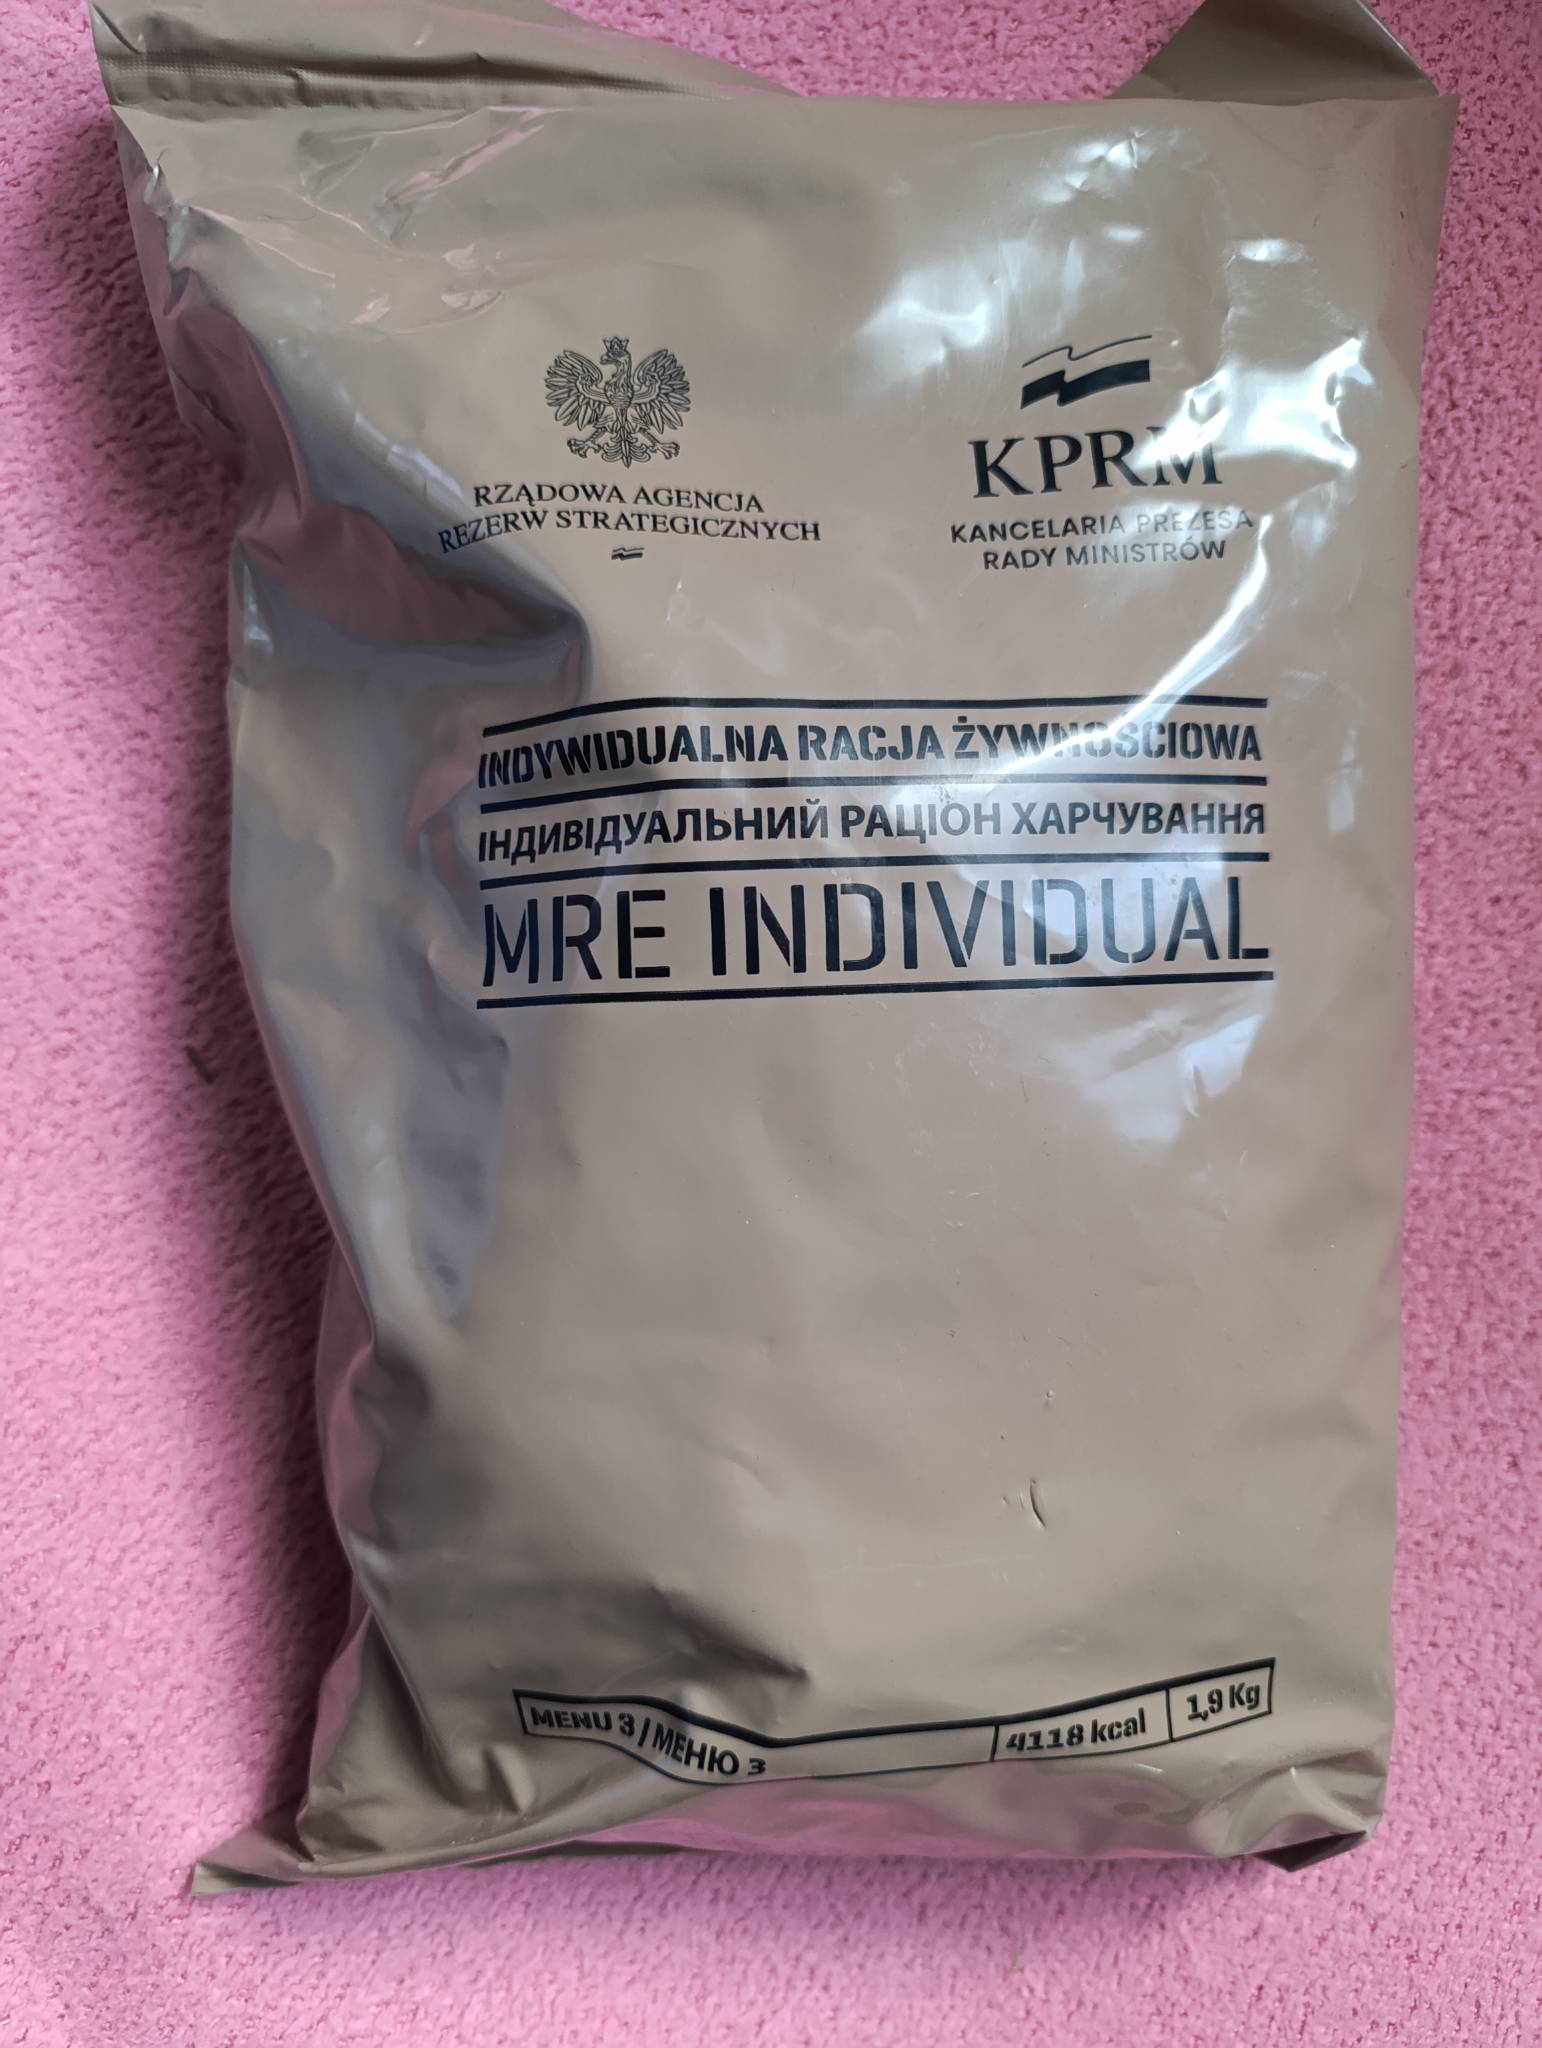 RZĄDOWA AGENCJA
REZERW STRATEGICZNYCH
KPRM
KANCELARIA PREZESA
RADY MINISTRÓW
INDYWIDUALNA RACJA ŻYWNOŚCIOWA
ІНДИВІДУАЛЬНИЙ РАЦІОН ХАРЧУВАННЯ
MRE INDIVIDUAL
MENU 3 / МЕНЮ 3
4118 kcal
1,9 Kg